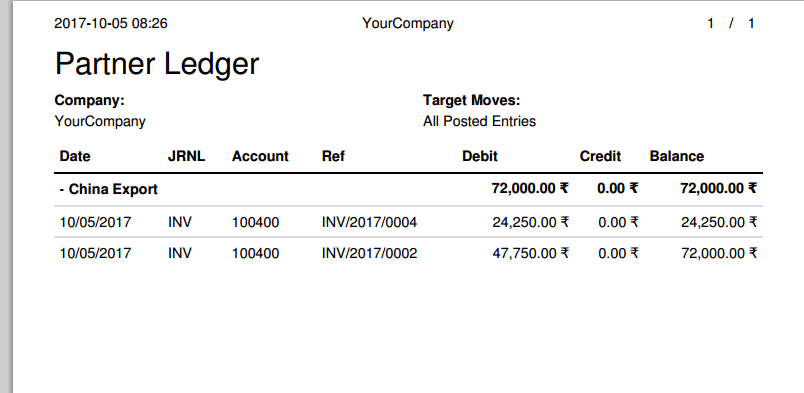 2017-10-05 08:26 YourCompany 1 / 1
Partner Ledger
Company: Target Moves:
YourCompany All Posted Entries
Date JRNL Account Ref Debit Credit Balance
- China Export 72,000.00 ₹ 0.00 ₹ 72,000.00 ₹
10/05/2017 INV 100400 INV/2017/0004 24,250.00 ₹ 0.00 ₹ 24,250.00 ₹
10/05/2017 INV 100400 INV/2017/0002 47,750.00 ₹ 0.00 ₹ 72,000.00 ₹